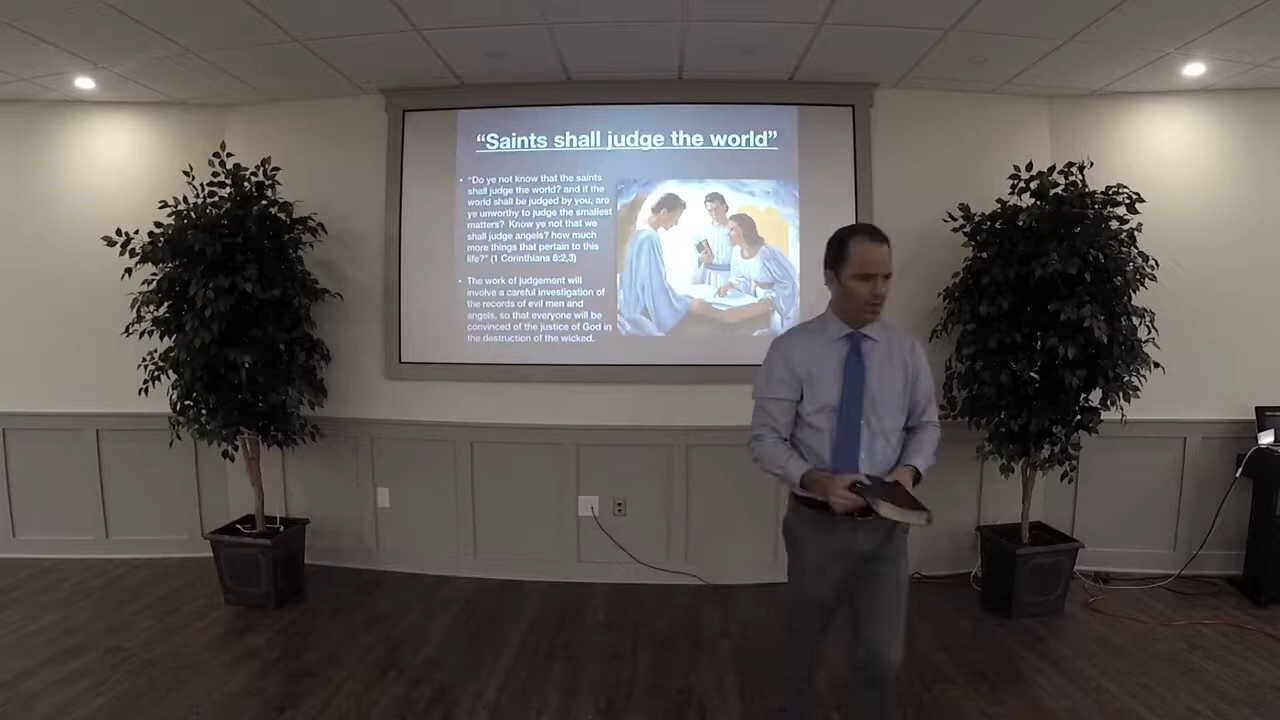 “Saints shall judge the world”
• “Do ye not know that the saints
shall judge the world? and if the
world shall be judged by you, are
ye unworthy to judge the smallest
matters? Know ye not that we
shall judge angels? how much
more things that pertain to this
life?” (1 Corinthians 6:2,3)
• The work of judgement will
involve a careful investigation of
the records of evil men and
angels, so that everyone will be
convinced of the justice of God in
the destruction of the wicked.